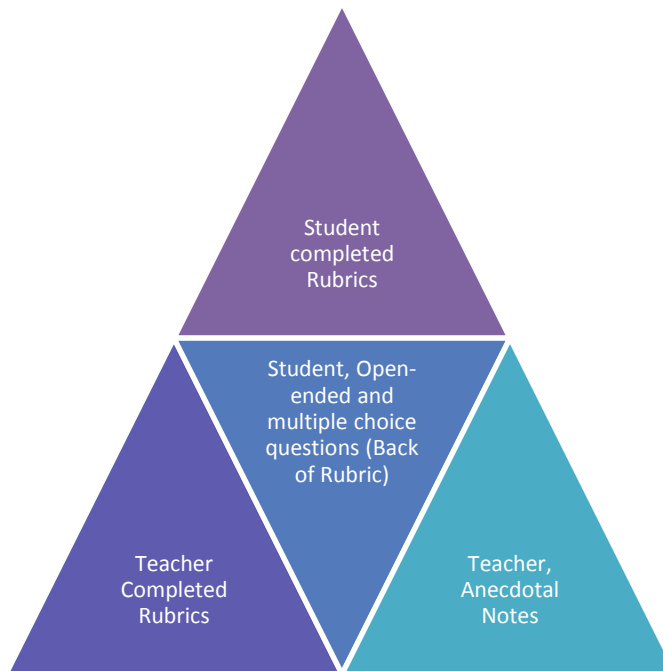 Student
completed
Rubrics
Student, Open-
ended and
multiple choice
questions (Back
of Rubric)
Teacher
Completed
Rubrics
Teacher,
Anecdotal
Notes